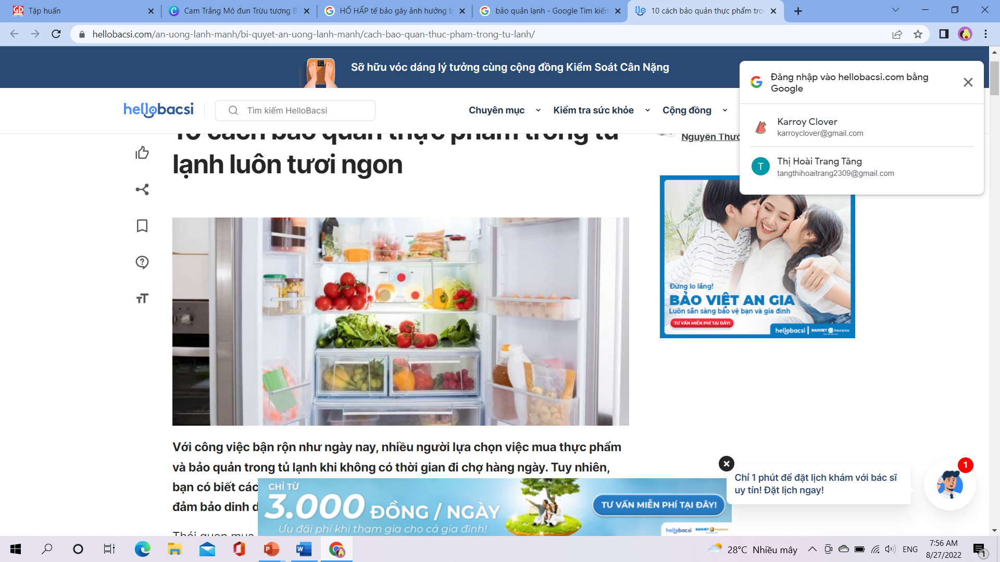 Tập huấn
Cam Trắng Mô đun Trừu tượng B
HÔ HẤP tế bào gây ảnh hưởng b
bảo quản lạnh - Google Tìm kiếm
10 cách bảo quản thực phẩm tro
hellobacsi.com/an-uong-lanh-manh/bi-quyet-an-uong-lanh-manh/cach-bao-quan-thuc-pham-trong-tu-lanh/
Sỡ hữu vóc dáng lý tưởng cùng cộng đồng Kiểm Soát Cân Nặng
Đăng nhập vào hellobacsi.com bằng
Google
Karroy Clover
karroyclover@gmail.com
T
Thị Hoài Trang Tăng
tangthihoaitrang2309@gmail.com
hellobacsi
Tìm kiếm HelloBacsi
Chuyên mục
Kiểm tra sức khỏe
Cộng đồng
10 cách bảo quản thực phẩm trong tủ
lạnh luôn tươi ngon
Nguyễn Thươ
Đừng lo lắng!
BẢO VIỆT AN GIA
Luôn sẵn sàng bảo vệ bạn và gia đình
TƯ VẤN MIỄN PHÍ TẠI ĐÂY!
hellobacsi | BAOVIET Insurance
Với công việc bận rộn như ngày nay, nhiều người lựa chọn việc mua thực phẩm
và bảo quản trong tủ lạnh khi không có thời gian đi chợ hàng ngày. Tuy nhiên,
bạn có biết các
đảm bảo dinh d
Thói quen mua
CHỈ TỪ
3.000 ĐỒNG / NGÀY
Ưu đãi phí khi tham gia cho cả gia đình!
TƯ VẤN MIỄN PHÍ TẠI ĐÂY!
hellobacsi BAOVIET Insurance
Chỉ 1 phút để đặt lịch khám với bác sĩ
uy tín! Đặt lịch ngay!
1
28°C Nhiều mây
ENG
7:56 AM
8/27/2022
1